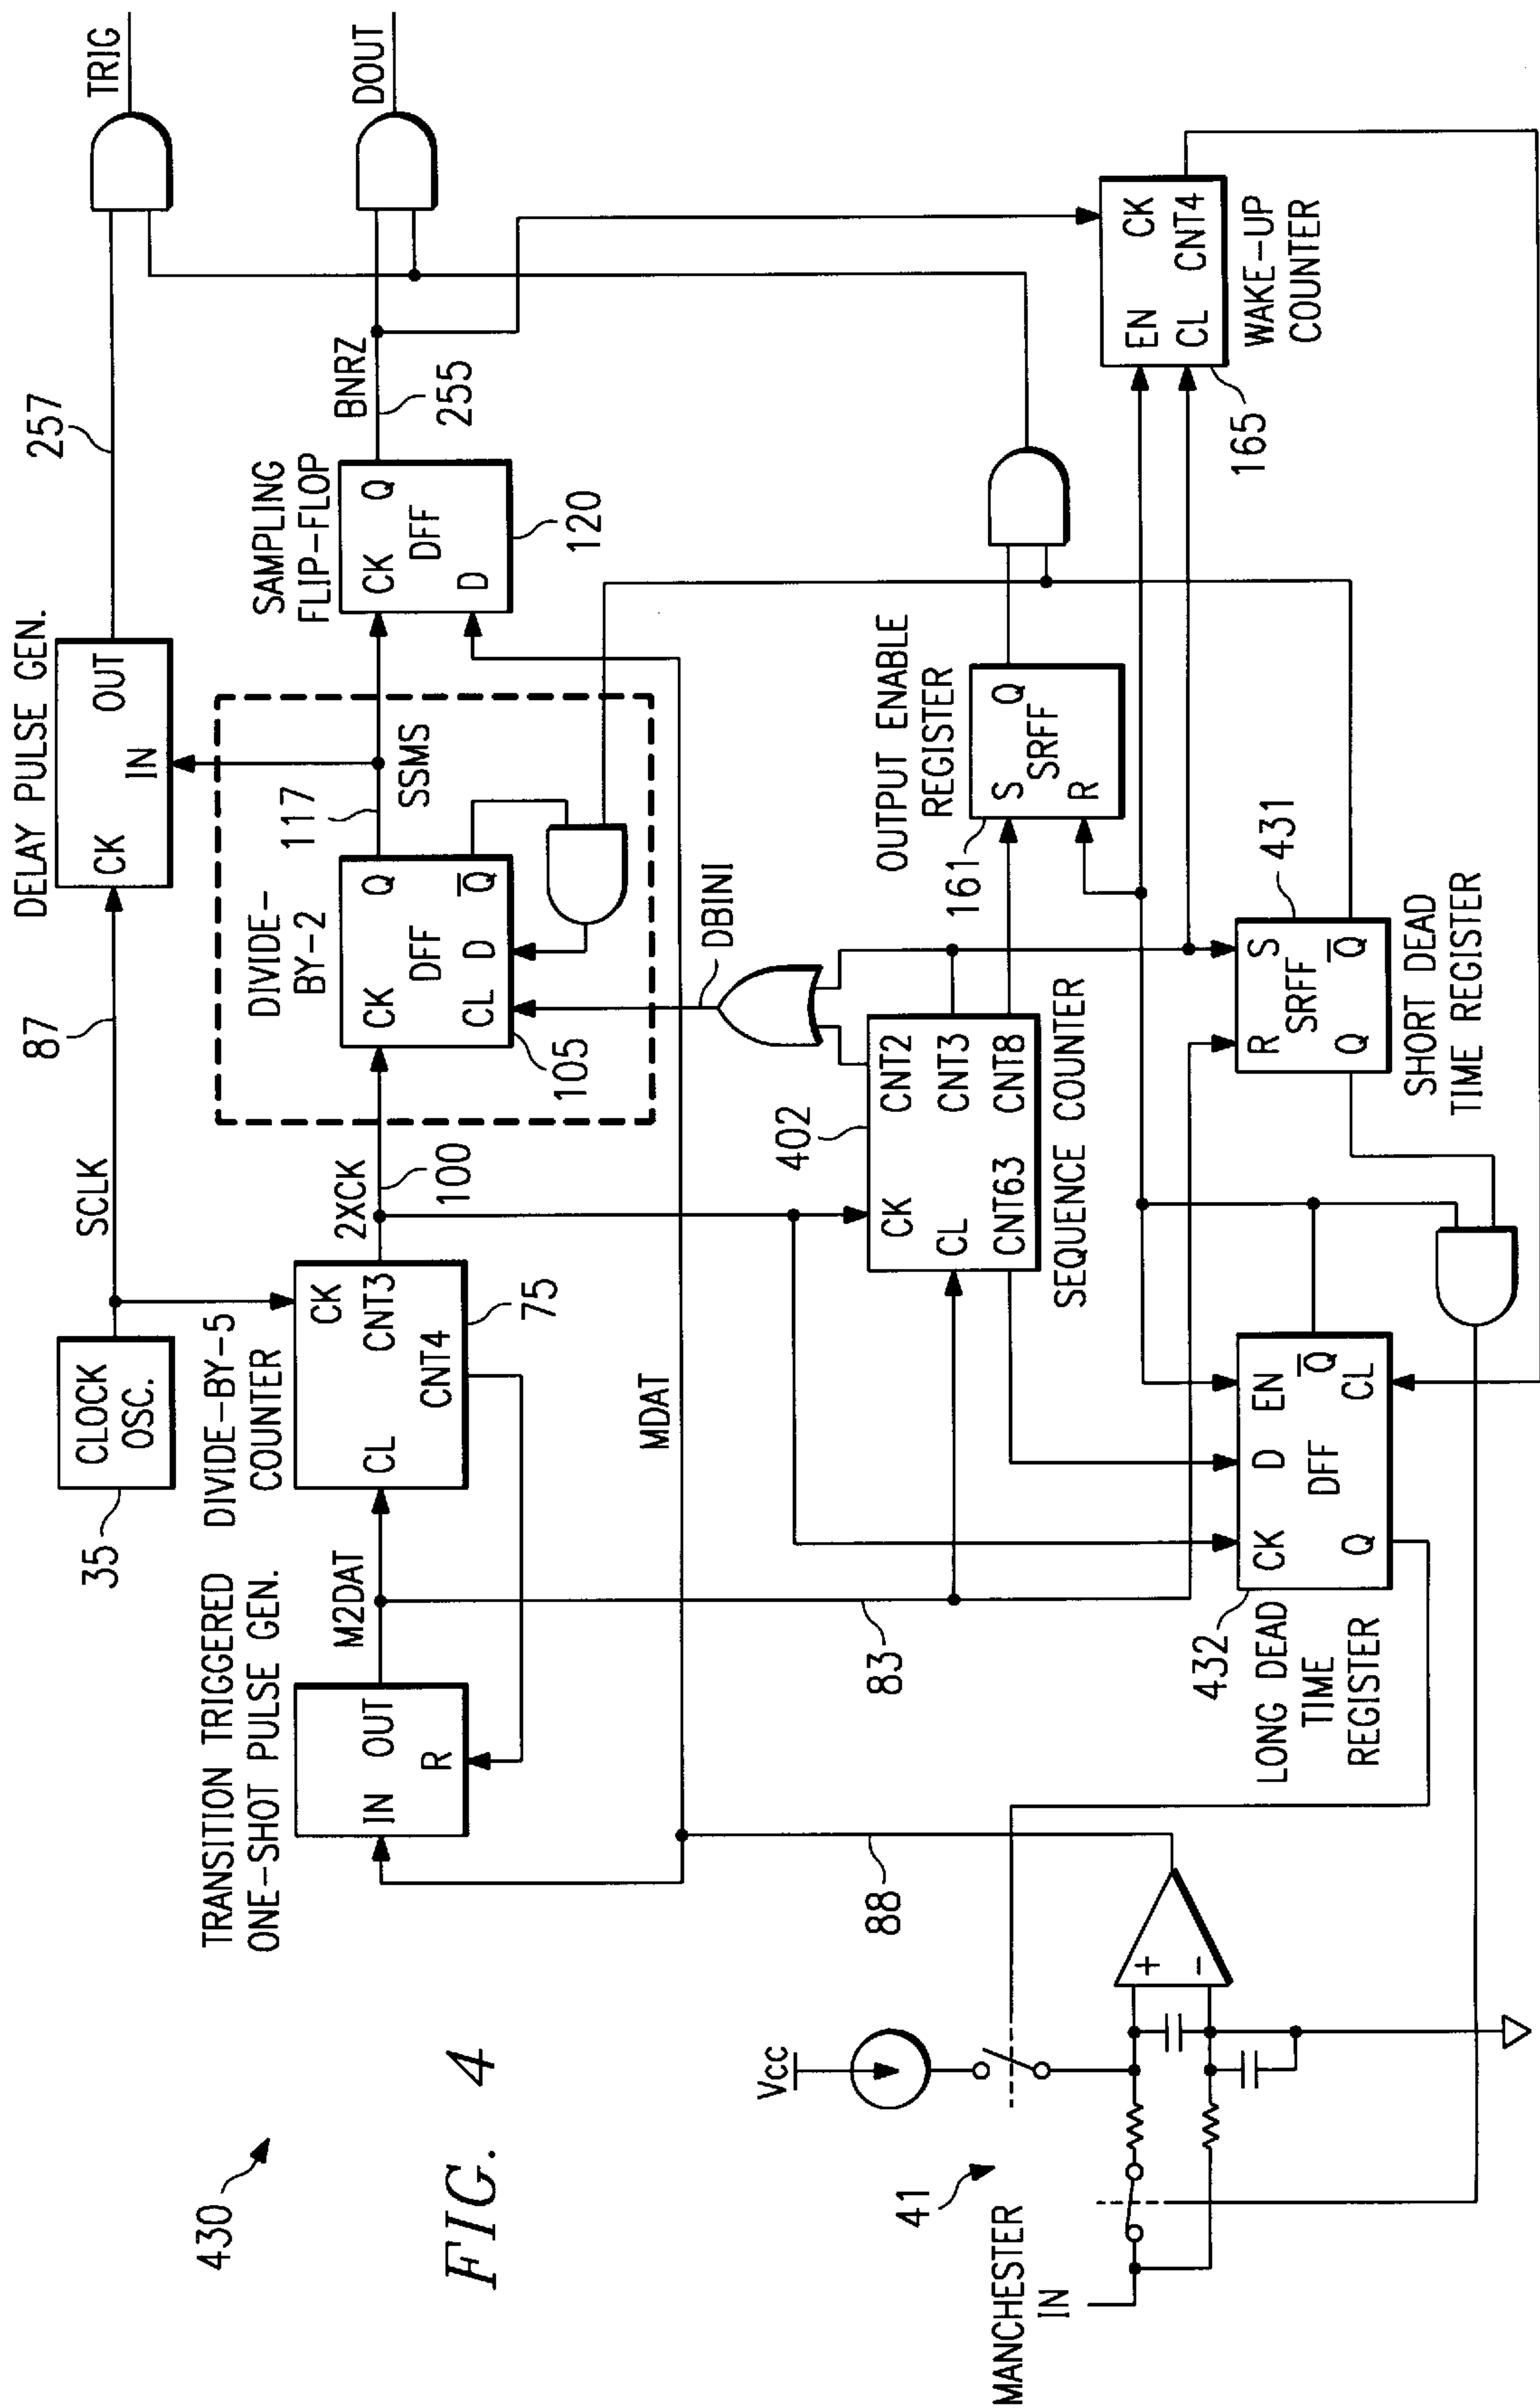 430
FIG. 4
TRIG
DOUT
257
DELAY PULSE GEN.
CK
OUT
IN
87
SCLK
CLOCK
OSC.
35
SAMPLING
FLIP-FLOP
BNRZ
255
CK
Q
DFF
D
120
117
SSMS
DIVIDE-
BY-2
CK
Q
DFF
Q
CL
D
105
2XCK
100
DIVIDE-BY-5
COUNTER
CK
CNT3
CL
CNT4
75
TRANSITION TRIGGERED
ONE-SHOT PULSE GEN.
M2DAT
IN
OUT
R
MDAT
DBINI
402
CK
CNT2
CL
CNT3
CNT63
CNT8
SEQUENCE COUNTER
OUTPUT ENABLE
REGISTER
161
S
Q
SRFF
R
EN
CK
CL
CNT4
WAKE-UP
COUNTER
165
431
R
S
SRFF
Q
Q
SHORT DEAD
TIME REGISTER
83
432
CK
D
EN
DFF
Q
Q
CL
LONG DEAD
TIME
REGISTER
88
Vcc
+
−
41
MANCHESTER
IN